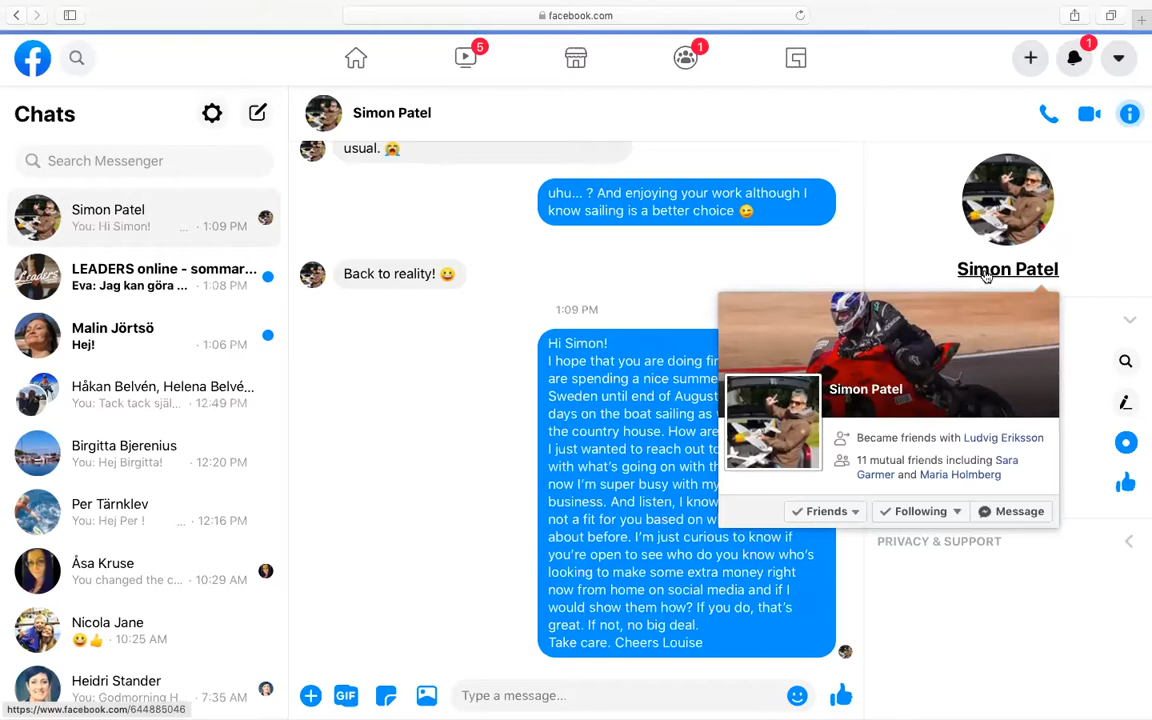 facebook.com
5
1
1
Chats
Search Messenger
Simon Patel
You: Hi Simon! ... · 1:09 PM
LEADERS online - sommar...
Eva: Jag kan göra ... · 1:08 PM
Malin Jörtsö
Hej! · 1:06 PM
Håkan Belvén, Helena Belvé...
You: Tack tack själ... · 12:49 PM
Birgitta Bjerenius
You: Hej Birgitta! · 12:20 PM
Per Tärnklev
You: Hej Per ! ... · 12:16 PM
Åsa Kruse
You changed the c... · 10:29 AM
Nicola Jane
😀👍 · 10:25 AM
Heidri Stander
You: Godmorning H... · 7:35 AM
https://www.facebook.com/644885046
Simon Patel
usual. 😭
uhu... ? And enjoying your work although I
know sailing is a better choice 😉
Back to reality! 😀
1:09 PM
Hi Simon!
I hope that you are doing
are spending a nice summe
Sweden until end of August
days on the boat sailing as
the country house. How are
I just wanted to reach out to
with what's going on with th
now I'm super busy with my
business. And listen, I know
not a fit for you based on w
about before. I'm just curious to know if
you're open to see who do you know who's
looking to make some extra money right
now from home on social media and if I
would show them how? If you do, that's
great. If not, no big deal.
Take care. Cheers Louise
GIF
Type a message...
Simon Patel
Simon Patel
Became friends with Ludvig Eriksson
11 mutual friends including Sara
Garmer and Maria Holmberg
Friends
Following
Message
PRIVACY & SUPPORT